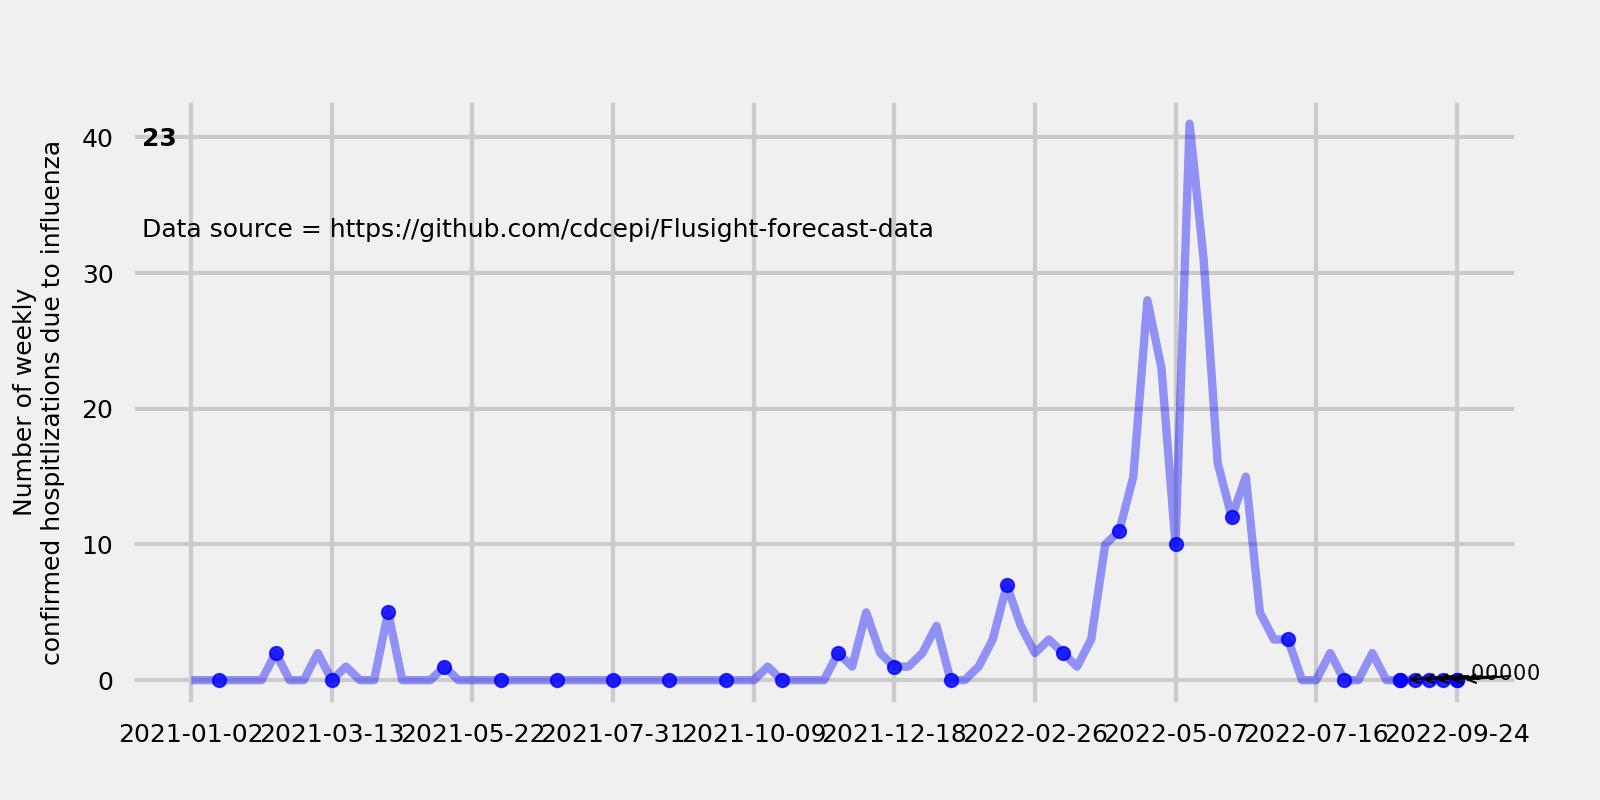 23
Data source = https://github.com/cdcepi/Flusight-forecast-data
Number of weekly
confirmed hospitlizations due to influenza
40
30
20
10
0
00000
2021-01-02 2021-03-13 2021-05-22 2021-07-31 2021-10-09 2021-12-18 2022-02-26 2022-05-07 2022-07-16 2022-09-24